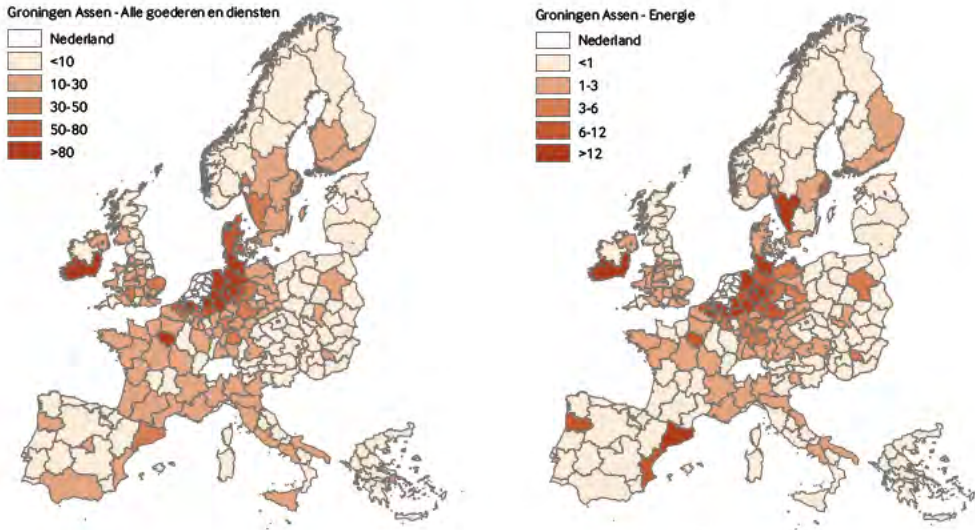 Groningen Assen - Alle goederen en diensten
Nederland
<10
10-30
30-50
50-80
>80
Groningen Assen - Energie
Nederland
<1
1-3
3-6
6-12
>12